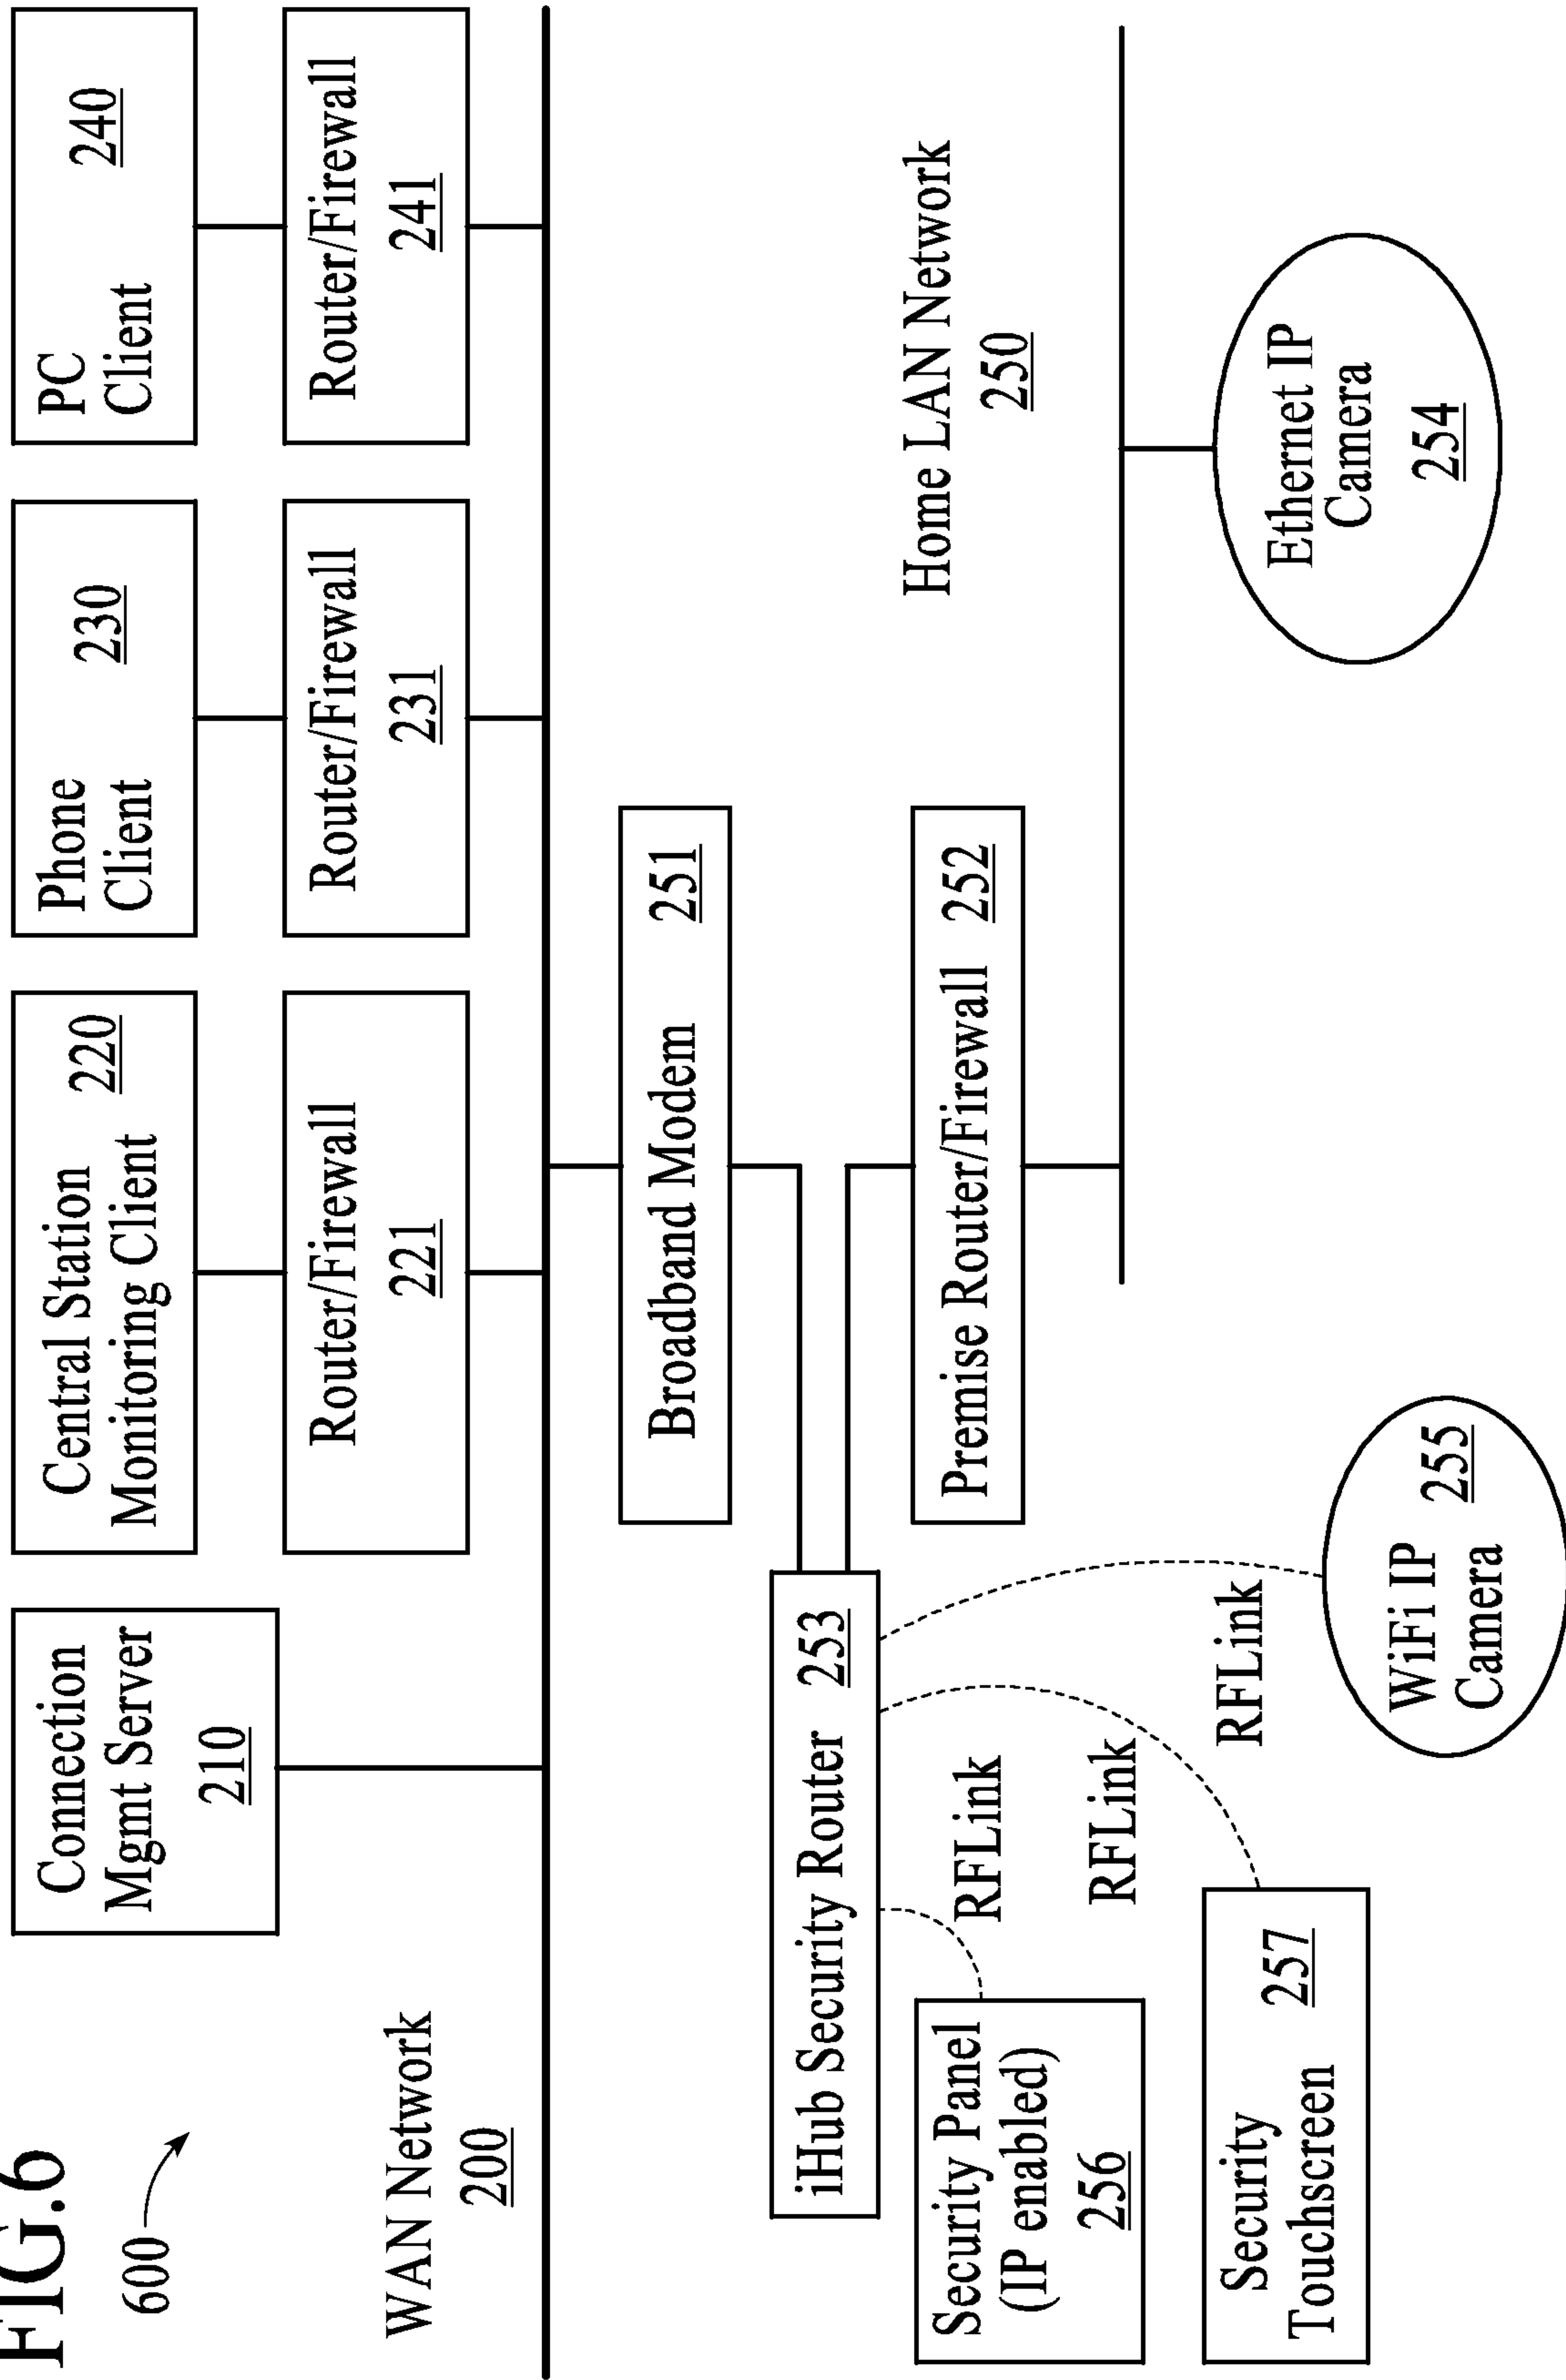 FIG.6
600
WAN Network
200
Connection
Mgmt Server
210
Central Station
Monitoring Client
220
Router/Firewall
221
Phone
Client
230
Router/Firewall
231
PC
Client
240
Router/Firewall
241
Broadband Modem 251
iHub Security Router 253
Premise Router/Firewall 252
Home LAN Network
250
Security Panel
(IP enabled)
256
RFLink
RFLink
RFLink
Security
Touchscreen
257
WiFi IP
Camera
255
Ethernet IP
Camera
254